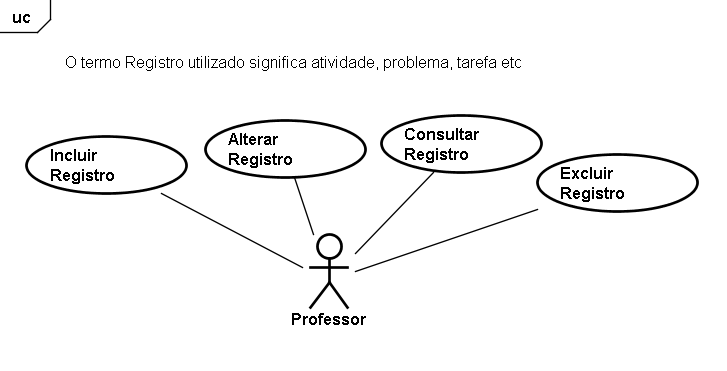 uc
O termo Registro utilizado significa atividade, problema, tarefa etc
Incluir
Registro
Alterar
Registro
Consultar
Registro
Excluir
Registro
Professor